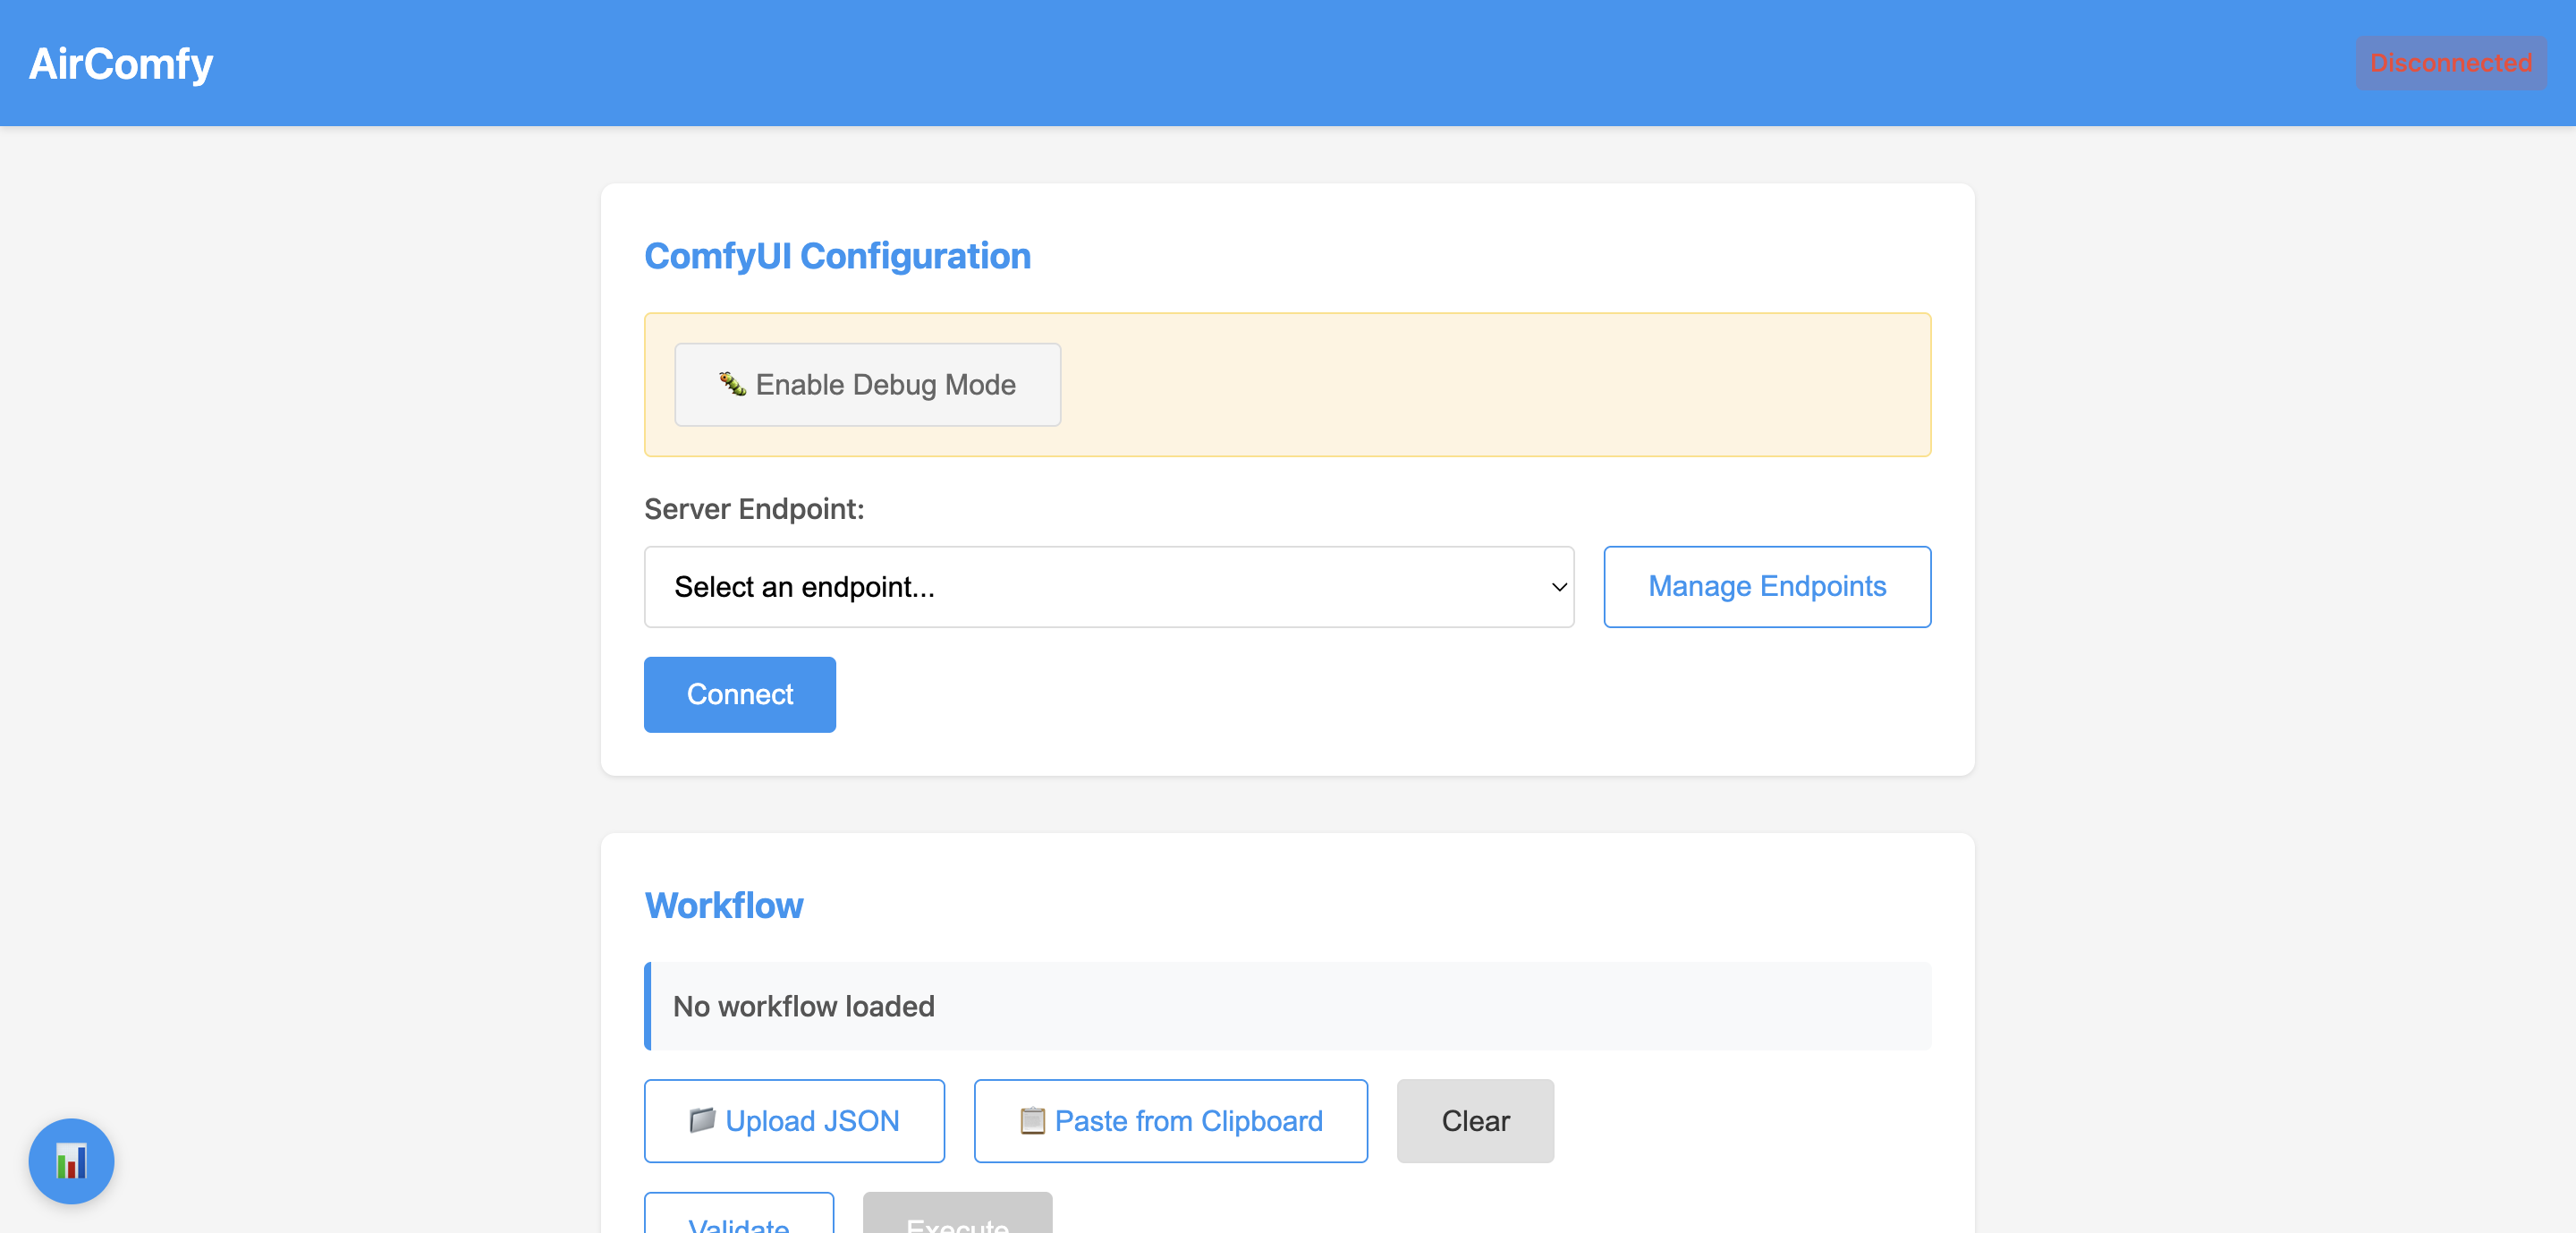 AirComfy
Disconnected
ComfyUI Configuration
🐛 Enable Debug Mode
Server Endpoint:
Select an endpoint...
Manage Endpoints
Connect
Workflow
No workflow loaded
📁 Upload JSON
📋 Paste from Clipboard
Clear
Validate
Execute